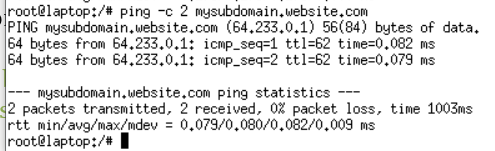 root@laptop:/# ping -c 2 mysubdomain.website.com
PING mysubdomain.website.com (64.233.0.1) 56(84) bytes of data.
64 bytes from 64.233.0.1: icmp_seq=1 ttl=62 time=0.082 ms
64 bytes from 64.233.0.1: icmp_seq=2 ttl=62 time=0.079 ms

--- mysubdomain.website.com ping statistics ---
2 packets transmitted, 2 received, 0% packet loss, time 1003ms
rtt min/avg/max/mdev = 0.079/0.080/0.082/0.009 ms
root@laptop:/#